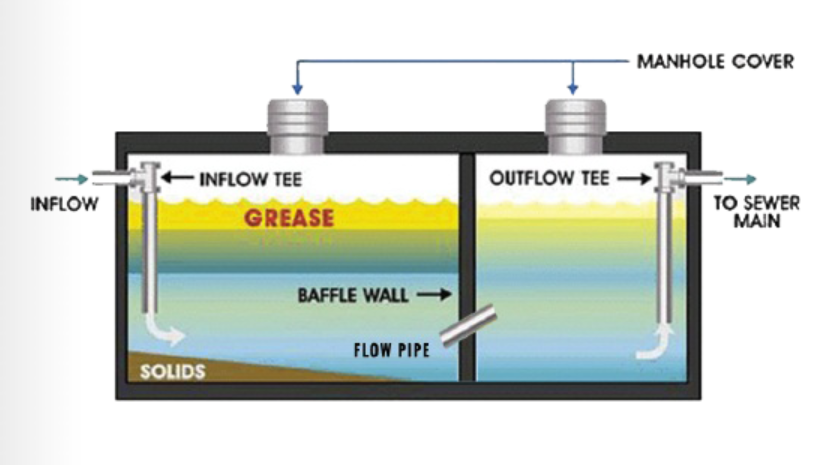 MANHOLE COVER
INFLOW TEE
OUTFLOW TEE
INFLOW
TO SEWER
MAIN
GREASE
BAFFLE WALL
FLOW PIPE
SOLIDS